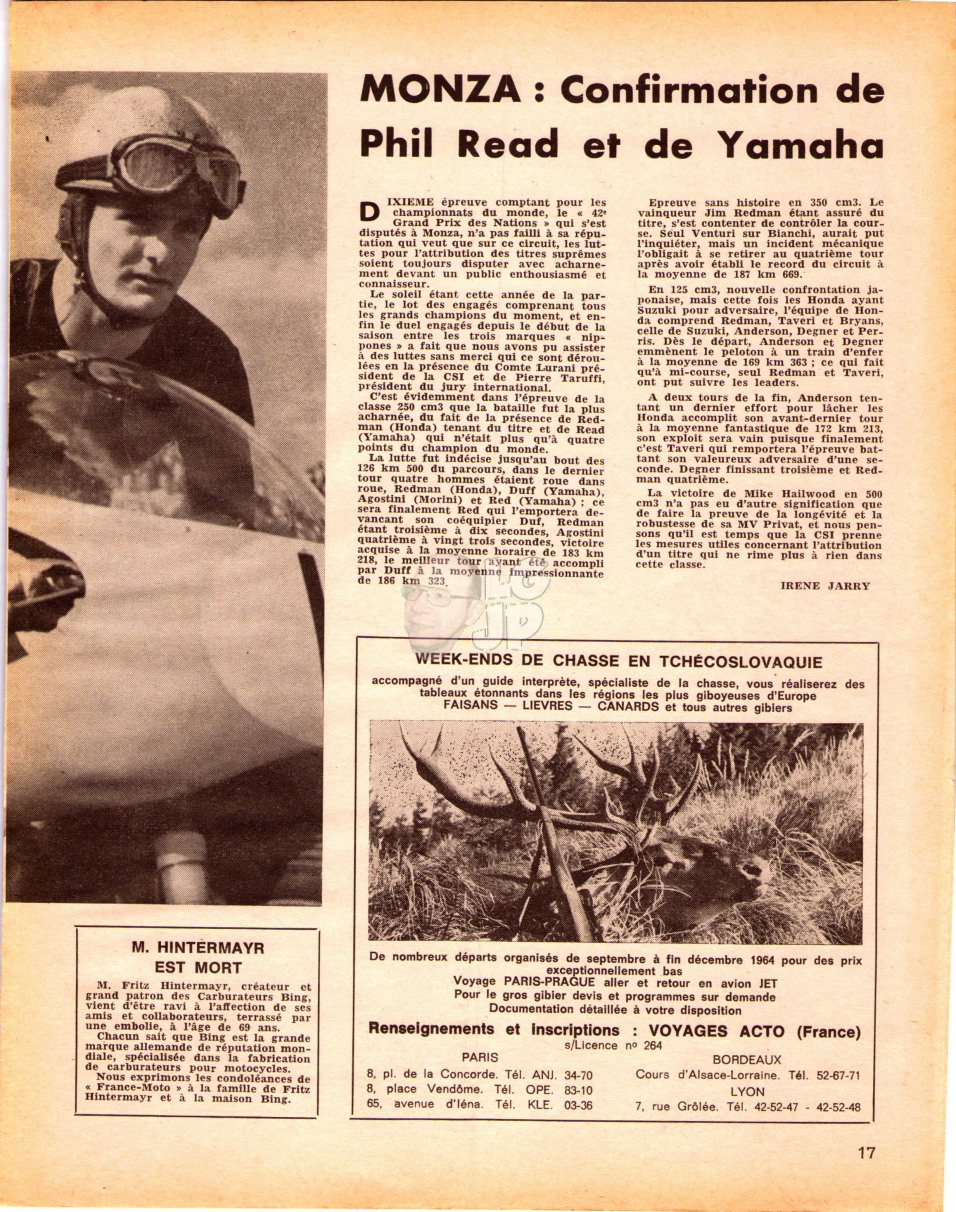 MONZA : Confirmation de
Phil Read et de Yamaha
DIXIEME épreuve comptant pour les
championnats du monde, le « 42e
Grand Prix des Nations » qui s'est
disputés à Monza, n'a pas failli à sa répu-
tation qui veut que sur ce circuit, les lut-
tes pour l'attribution des titres suprêmes
soient toujours disputer avec acharne-
ment devant un public enthousiasmé et
connaisseur.
Le soleil étant cette année de la par-
tie, le lot des engagés comprenant tous
les grands champions du moment, et en-
fin le duel engagés depuis le début de la
saison entre les trois marques « nip-
pones » a fait que nous avons pu assister
à des luttes sans merci qui ce sont dérou-
lées en la présence du Comte Lurani pré-
sident de la CSI et de Pierre Taruffi,
président du jury international.
C'est évidemment dans l'épreuve de la
classe 250 cm3 que la bataille fut la plus
acharnée, du fait de la présence de Red-
man (Honda) tenant du titre et de Read
(Yamaha) qui n'était plus qu'à quatre
points du champion du monde.
La lutte fut indécise jusqu'au bout des
126 km 500 du parcours, dans le dernier
tour quatre hommes étaient roue dans
roue, Redman (Honda), Duff (Yamaha),
Agostini (Morini) et Red (Yamaha) ; ce
sera finalement Red qui l'emportera de-
vancant son coéquipier Duf, Redman
étant troisième à dix secondes, Agostini
quatrième à vingt trois secondes, victoire
acquise à la moyenne horaire de 183 km
218, le meilleur tour ayant été accompli
par Duff à la moyenne impressionnante
de 186 km 323.
Epreuve sans histoire en 350 cm3. Le
vainqueur Jim Redman étant assuré du
titre, s'est contenter de contrôler la cour-
se. Seul Venturi sur Bianchi, aurait put
l'inquiéter, mais un incident mécanique
l'obligait à se retirer au quatrième tour
après avoir établi le record du circuit à
la moyenne de 187 km 669.
En 125 cm3, nouvelle confrontation ja-
ponaise, mais cette fois les Honda ayant
Suzuki pour adversaire, l'équipe de Hon-
da comprend Redman, Taveri et Bryans,
celle de Suzuki, Anderson, Degner et Per-
ris. Dès le départ, Anderson et Degner
emmènent le peloton à un train d'enfer
à la moyenne de 169 km 363 ; ce qui fait
qu'à mi-course, seul Redman et Taveri,
ont put suivre les leaders.
A deux tours de la fin, Anderson ten-
tant un dernier effort pour lâcher les
Honda accomplit son avant-dernier tour
à la moyenne fantastique de 172 km 213,
son exploit sera vain puisque finalement
c'est Taveri qui remportera l'épreuve bat-
tant son valeureux adversaire d'une se-
conde. Degner finissant troisième et Red-
man quatrième.
La victoire de Mike Hailwood en 500
cm3 n'a pas eu d'autre signification que
de faire la preuve de la longévité et la
robustesse de sa MV Privat, et nous pen-
sons qu'il est temps que la CSI prenne
les mesures utiles concernant l'attribution
d'un titre qui ne rime plus à rien dans
cette classe.
IRENE JARRY
LG
JP
WEEK-ENDS DE CHASSE EN TCHÉCOSLOVAQUIE
accompagné d'un guide interprète, spécialiste de la chasse, vous réaliserez des
tableaux étonnants dans les régions les plus giboyeuses d'Europe
FAISANS — LIEVRES — CANARDS et tous autres gibiers
De nombreux départs organisés de septembre à fin décembre 1964 pour des prix
exceptionnellement bas
Voyage PARIS-PRAGUE aller et retour en avion JET
Pour le gros gibier devis et programmes sur demande
Documentation détaillée à votre disposition
Renseignements et Inscriptions : VOYAGES ACTO (France)
s/Licence no 264
PARIS
8, pl. de la Concorde. Tél. ANJ. 34-70
8, place Vendôme. Tél. OPE. 83-10
65, avenue d'Iéna. Tél. KLE. 03-36
BORDEAUX
Cours d'Alsace-Lorraine. Tél. 52-67-71
LYON
7, rue Grôlée. Tél. 42-52-47 - 42-52-48
M. HINTERMAYR
EST MORT
M. Fritz Hintermayr, créateur et
grand patron des Carburateurs Bing,
vient d'être ravi à l'affection de ses
amis et collaborateurs, terrassé par
une embolie, à l'âge de 69 ans.
Chacun sait que Bing est la grande
marque allemande de réputation mon-
diale, spécialisée dans la fabrication
de carburateurs pour motocycles.
Nous exprimons les condoléances de
« France-Moto » à la famille de Fritz
Hintermayr et à la maison Bing.
17